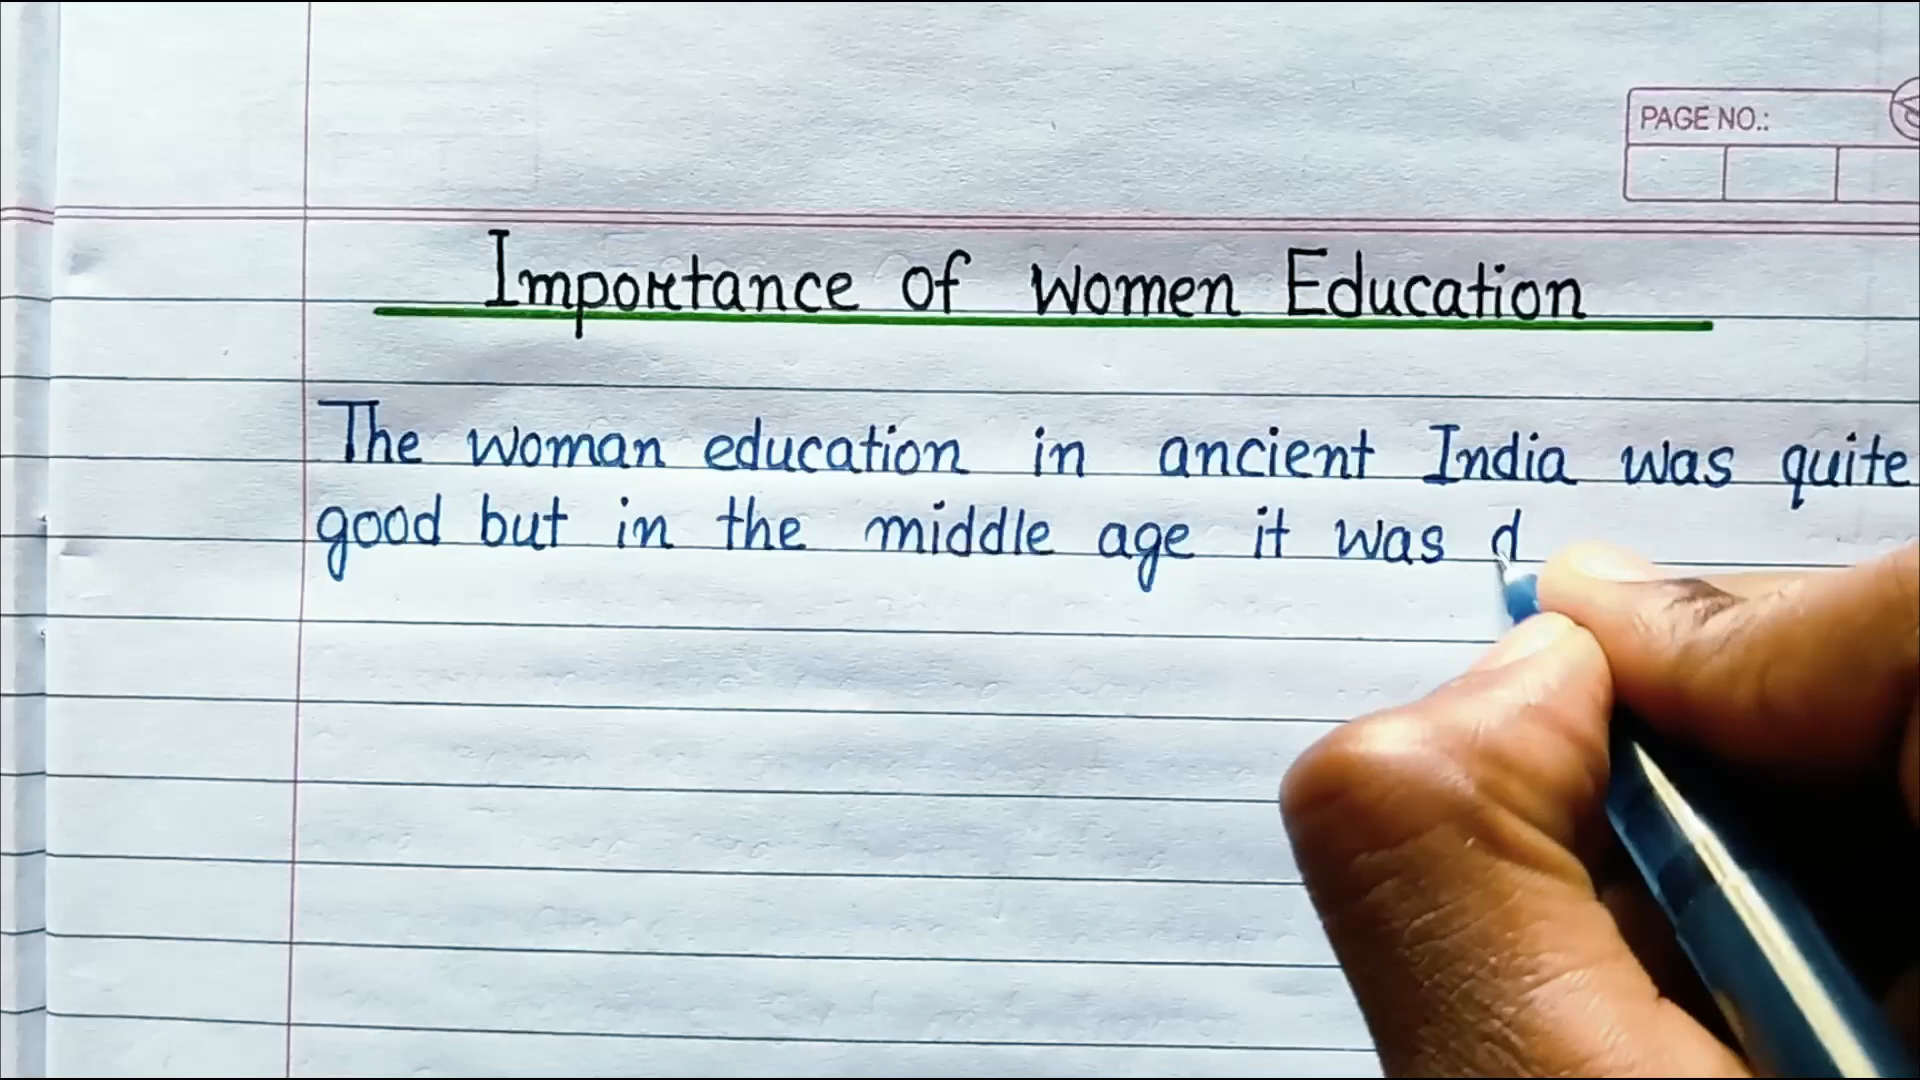 PAGE NO.:
Importance of Women Education
The woman education in ancient India was quite
good but in the middle age it was d